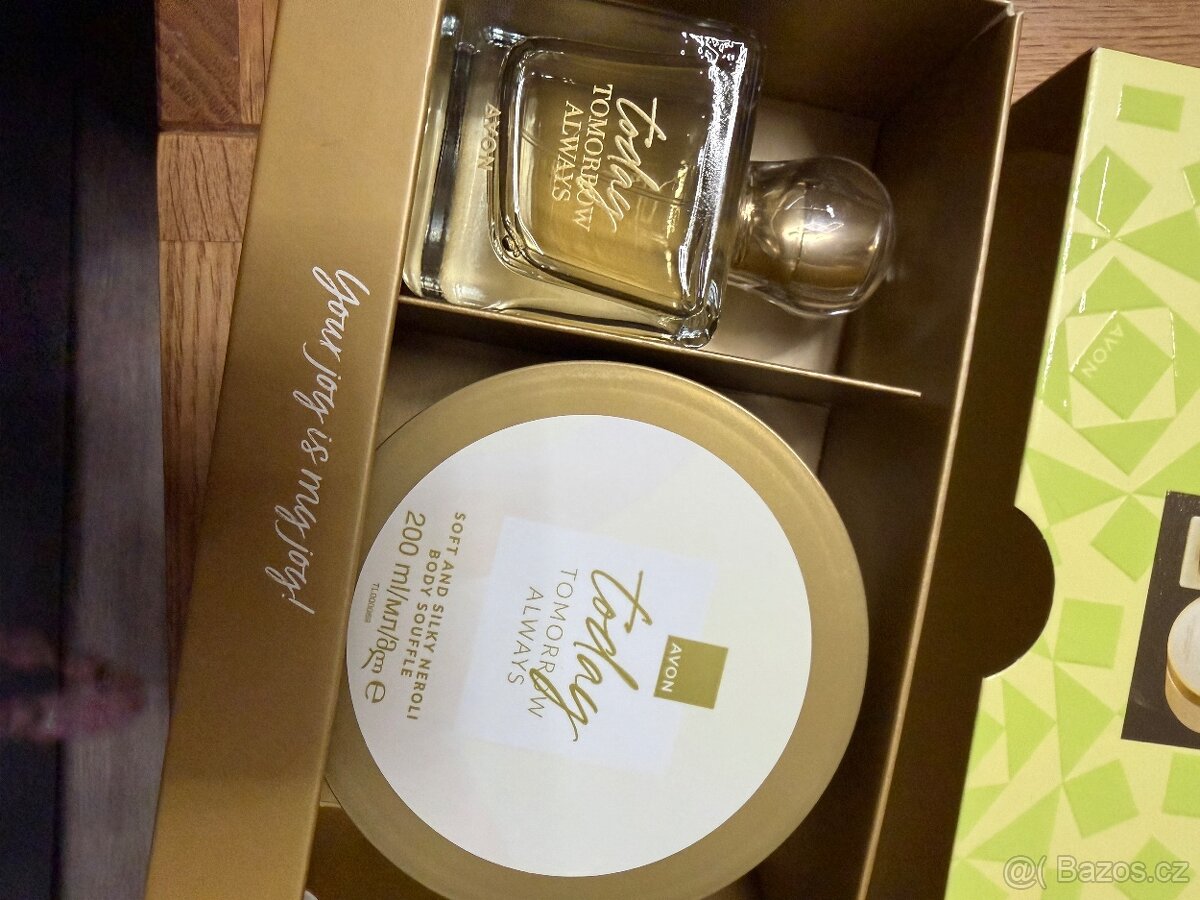 today
TOMORROW
ALWAYS
AVON
Your joy is my joy!
AVON
today
TOMORROW
ALWAYS
SOFT AND SILKY NEROLI
BODY SOUFFLE
200 ml/мл/მლ e
AVON
@( Bazos.cz